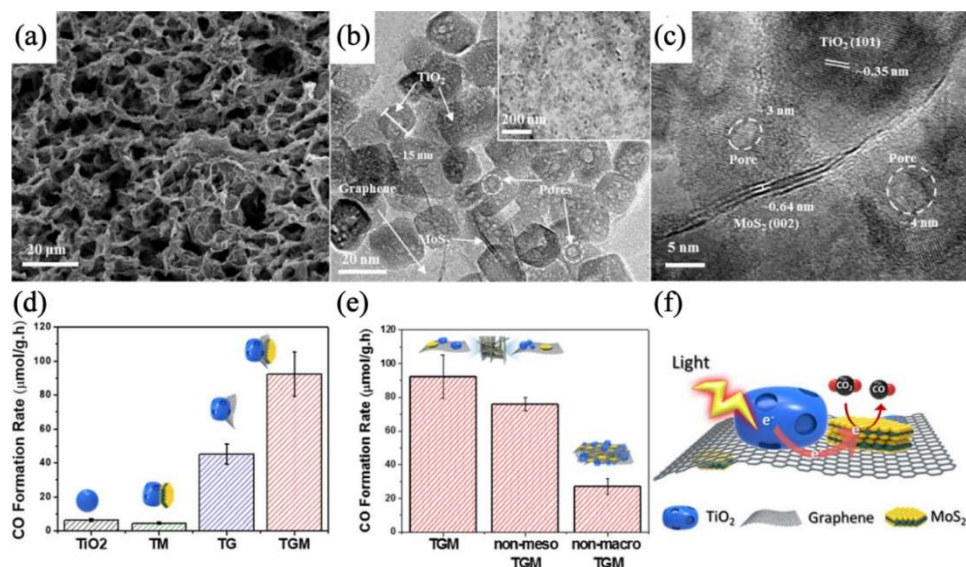 (a)
20 μm
(b)
TiO2
15 nm
Graphene
MoS2
Pores
200 nm
20 nm
(c)
TiO2 (101)
~0.35 nm
3 nm
Pore
Pore
~0.64 nm
MoS2 (002)
4 nm
5 nm
(d)
CO Formation Rate (μmol/g.h)
120
100
80
60
40
20
0
TiO2 TM TG TGM
(e)
CO Formation Rate (μmol/g.h)
120
100
80
60
40
20
0
TGM non-meso non-macro
TGM TGM
(f)
Light
CO2 CO
e-
e-
e-
TiO2 Graphene MoS2